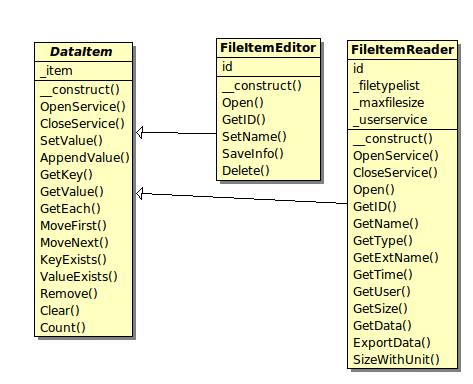 DataItem
_item
__construct()
OpenService()
CloseService()
SetValue()
AppendValue()
GetKey()
GetValue()
GetEach()
MoveFirst()
MoveNext()
KeyExists()
ValueExists()
Remove()
Clear()
Count()
FileItemEditor
id
__construct()
Open()
GetID()
SetName()
SaveInfo()
Delete()
FileItemReader
id
_filetypelist
_maxfilesize
_userservice
__construct()
OpenService()
CloseService()
Open()
GetID()
GetName()
GetType()
GetExtName()
GetTime()
GetUser()
GetSize()
GetData()
ExportData()
SizeWithUnit()